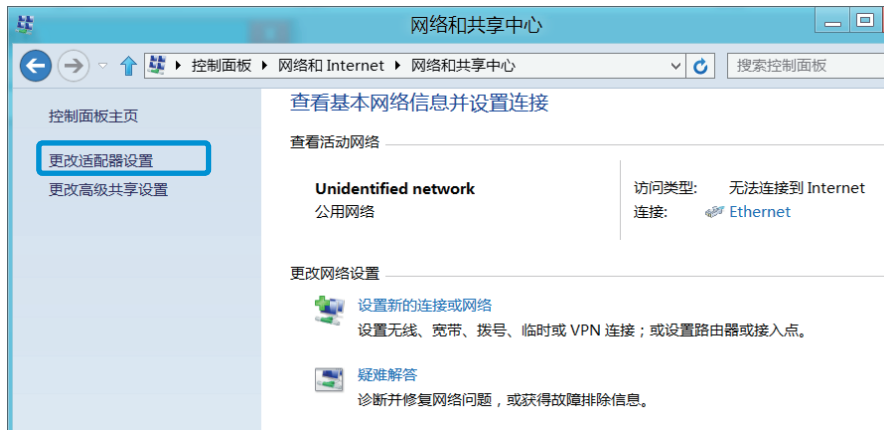 网络和共享中心
控制面板 网络和 Internet 网络和共享中心 搜索控制面板
控制面板主页
更改适配器设置
更改高级共享设置
查看基本网络信息并设置连接
查看活动网络
Unidentified network
公用网络
访问类型: 无法连接到 Internet
连接: Ethernet
更改网络设置
设置新的连接或网络
设置无线、宽带、拨号、临时或 VPN 连接；或设置路由器或接入点。
疑难解答
诊断并修复网络问题，或获得故障排除信息。